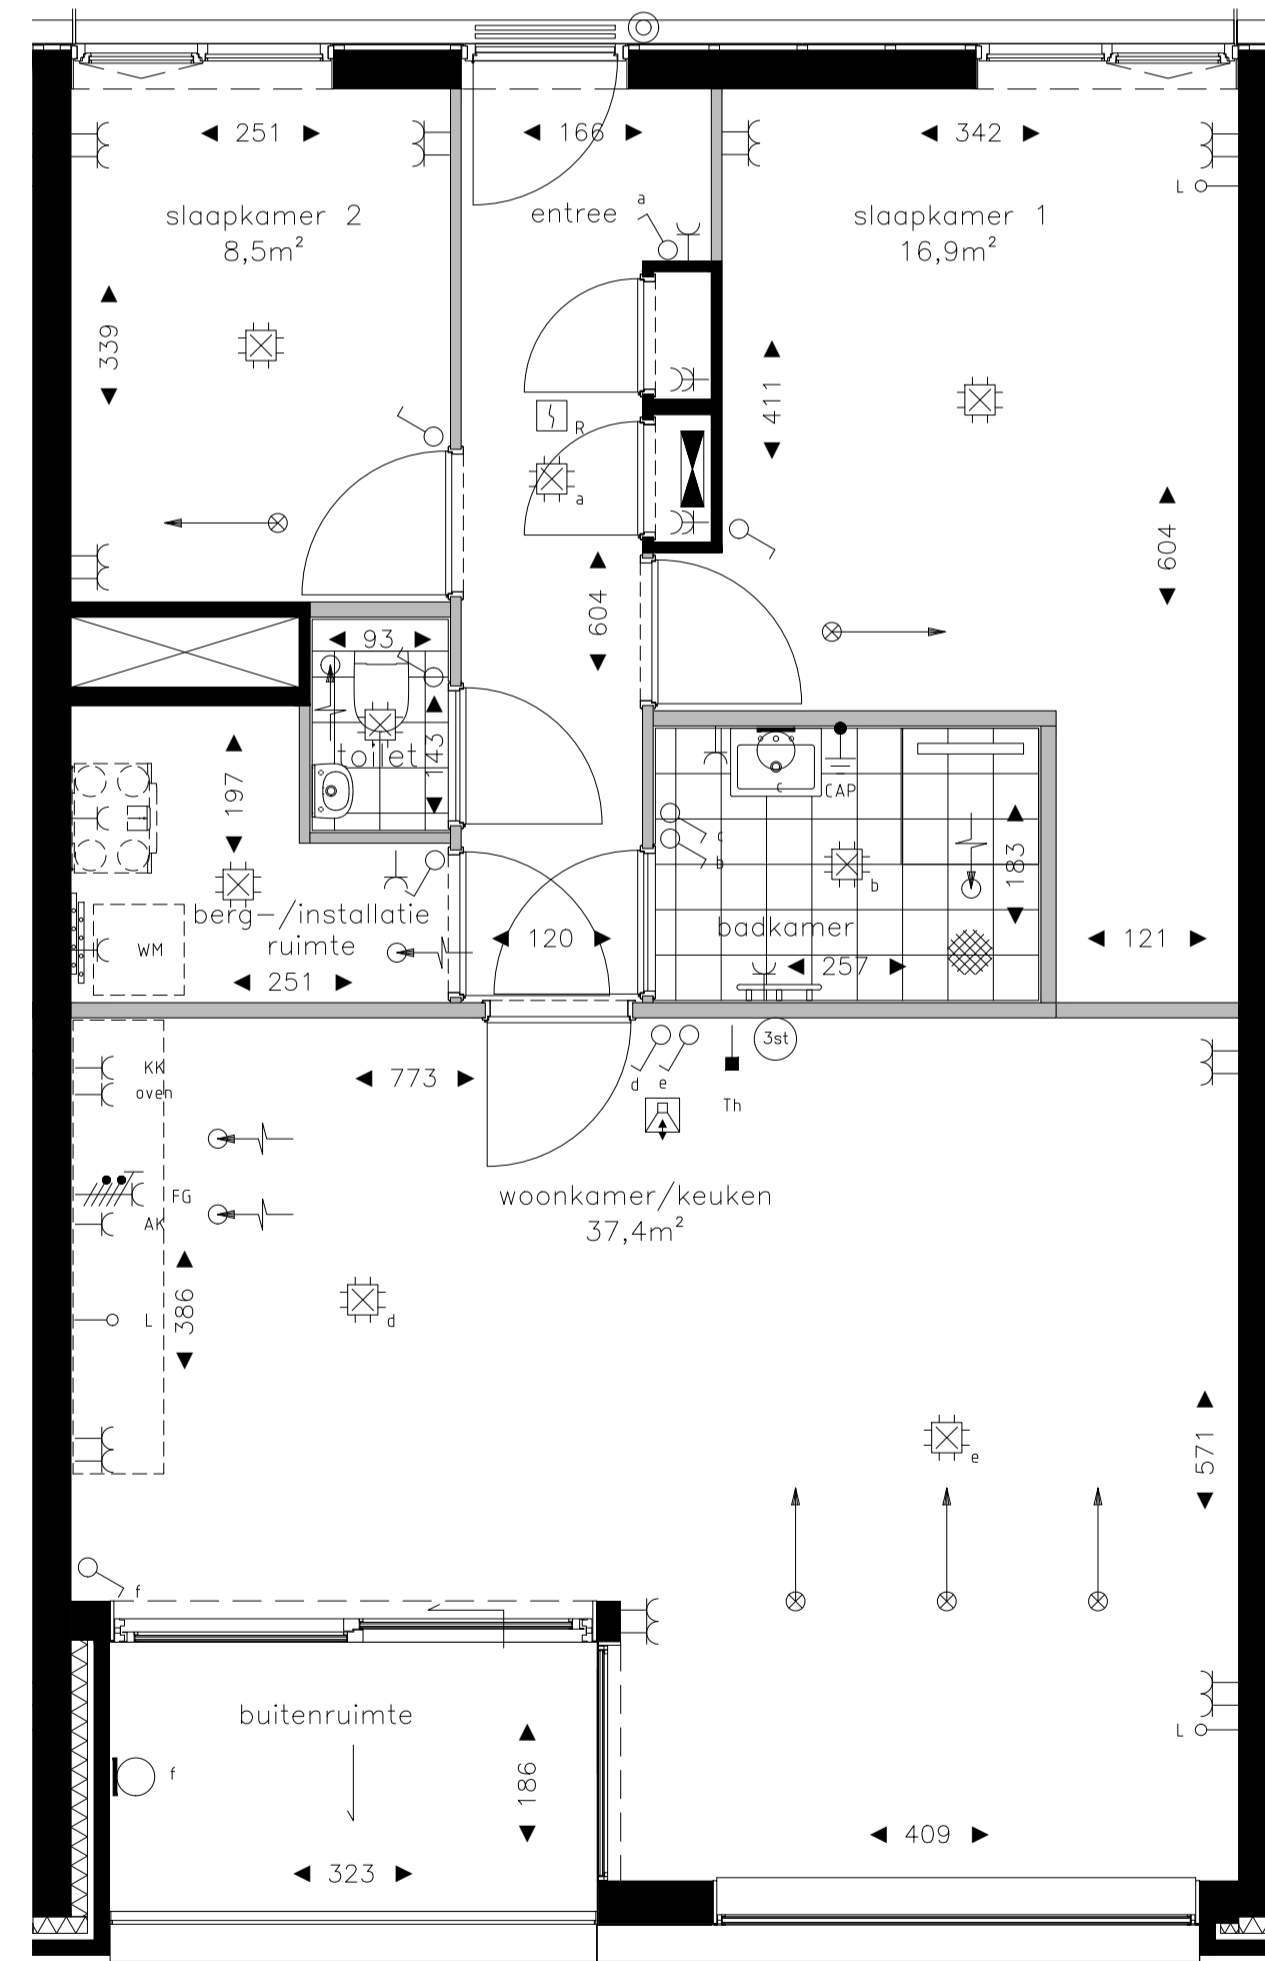 251
166
342
slaapkamer 2
8,5m²
entree
a
slaapkamer 1
16,9m²
L
339
411
R
a
604
604
93
toilet
143
197
c
CAP
c
b
b
183
berg-/installatie
ruimte
WM
251
120
badkamer
257
121
KK
oven
773
d
e
3st
Th
FG
AK
woonkamer/keuken
37,4m²
386
L
d
e
571
f
buitenruimte
f
186
L
323
409